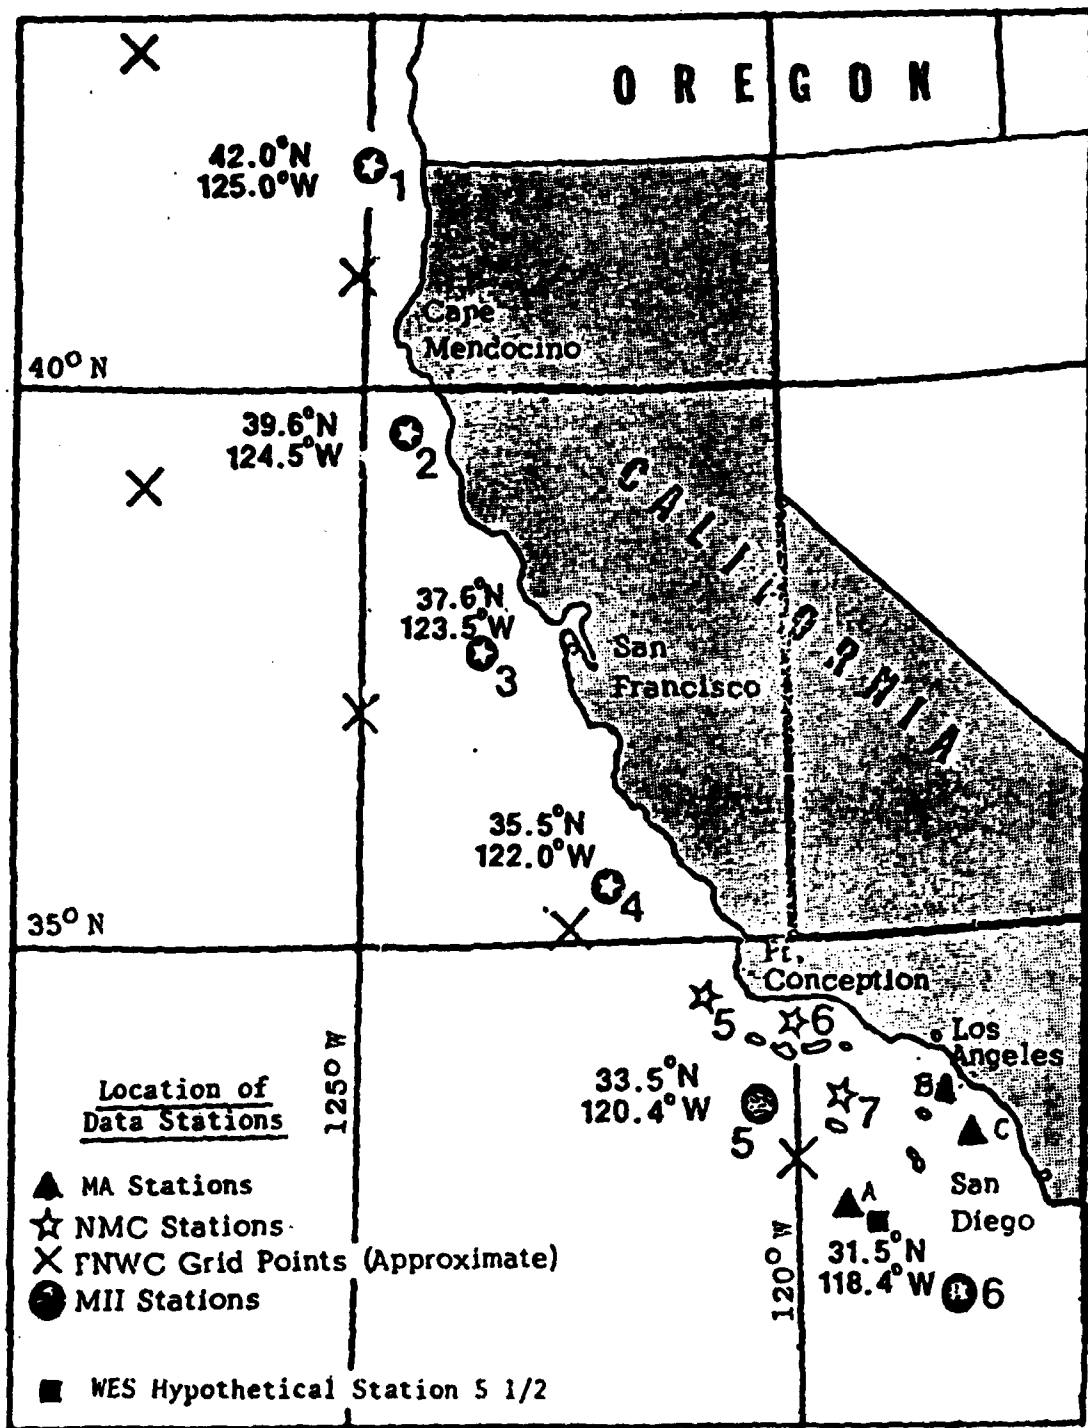 OREGON
42.0°N
125.0°W
1
Cape
Mendocino
40° N
39.6°N
124.5°W
2
CALIFORNIA
37.6°N
123.5°W
3
San
Francisco
35.5°N
122.0°W
4
35° N
Pt.
Conception
5
6
Los
Angeles
125° W
33.5°N
120.4°W
5
7
B
C
A
San
Diego
31.5°N
118.4°W
6
120° W
Location of
Data Stations
MA Stations
NMC Stations
FNWC Grid Points (Approximate)
MII Stations
WES Hypothetical Station 5 1/2